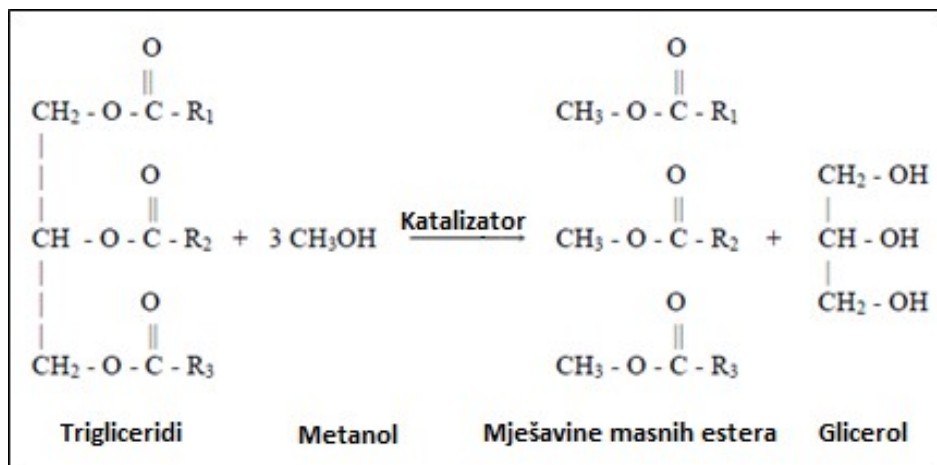 O O
|| ||
CH₂ - O - C - R₁ CH₃ - O - C - R₁
O O CH₂ - OH
|| Katalizator || |
CH - O - C - R₂ + 3 CH₃OH → CH₃ - O - C - R₂ + CH - OH
O O |
|| || CH₂ - OH
CH₂ - O - C - R₃ CH₃ - O - C - R₃
Trigliceridi Metanol Mješavine masnih estera Glicerol